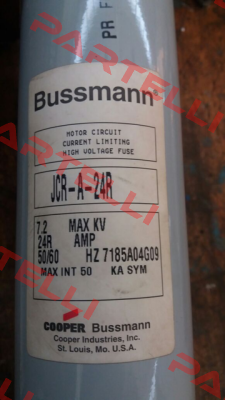 PR F
Bussmann
MOTOR CIRCUIT
CURRENT LIMITING
HIGH VOLTAGE FUSE
JCR-A-24R
7.2 MAX KV
24R AMP
50/60 HZ 7185A04G09
MAX INT 50 KA SYM
COOPER Bussmann
Cooper Industries, Inc.
St. Louis, Mo. U.S.A.
PARTELLI
PARTELLI
PARTELLI